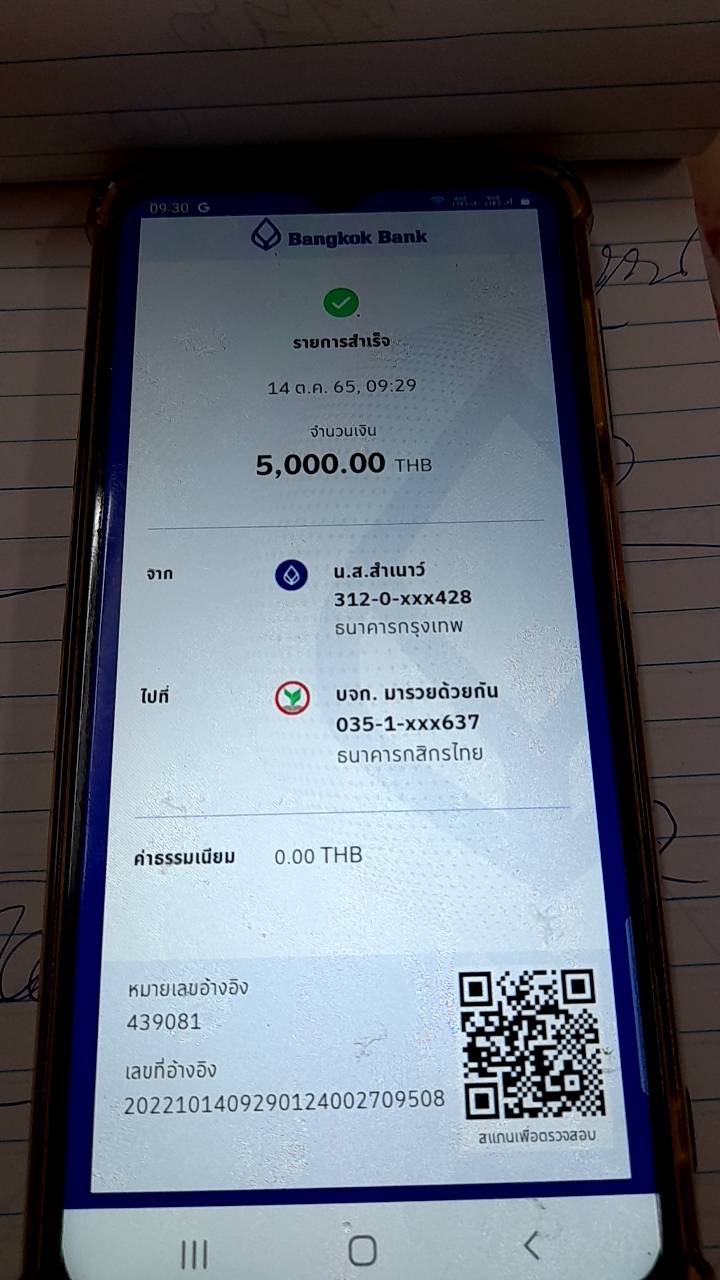 09:30 G
Bangkok Bank
รายการสำเร็จ
14 ต.ค. 65, 09:29
จำนวนเงิน
5,000.00 THB
จาก
น.ส.สำเนาว์
312-0-xxx428
ธนาคารกรุงเทพ
ไปที่
บจก. มารวยด้วยกัน
035-1-xxx637
ธนาคารกสิกรไทย
ค่าธรรมเนียม 0.00 THB
หมายเลขอ้างอิง
439081
เลขที่อ้างอิง
2022101409290124002709508
สแกนเพื่อตรวจสอบ